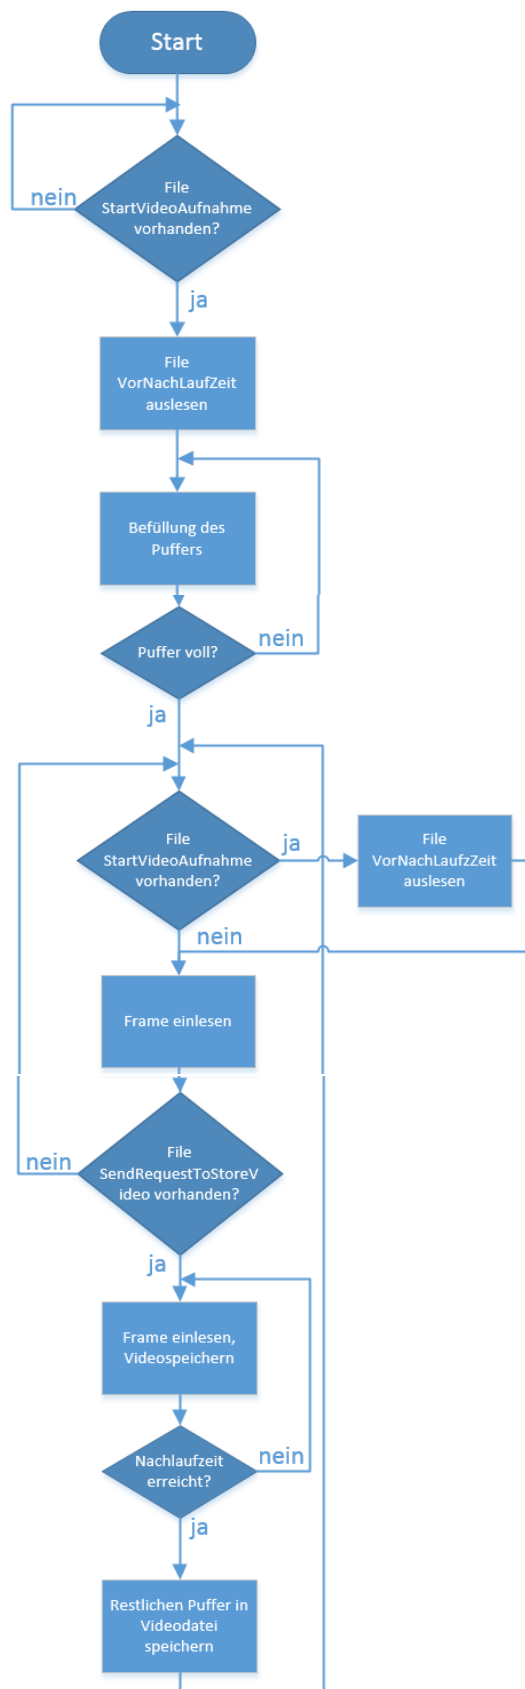 Start
File
StartVideoAufnahme
vorhanden?
nein
ja
File
VorNachLaufZeit
auslesen
Befüllung des
Puffers
Puffer voll?
nein
ja
File
StartVideoAufnahme
vorhanden?
ja
File
VorNachLaufzZeit
auslesen
nein
Frame einlesen
File
SendRequestToStoreV
ideo vorhanden?
nein
ja
Frame einlesen,
Videospeichern
Nachlaufzeit
erreicht?
nein
ja
Restlichen Puffer in
Videodatei
speichern